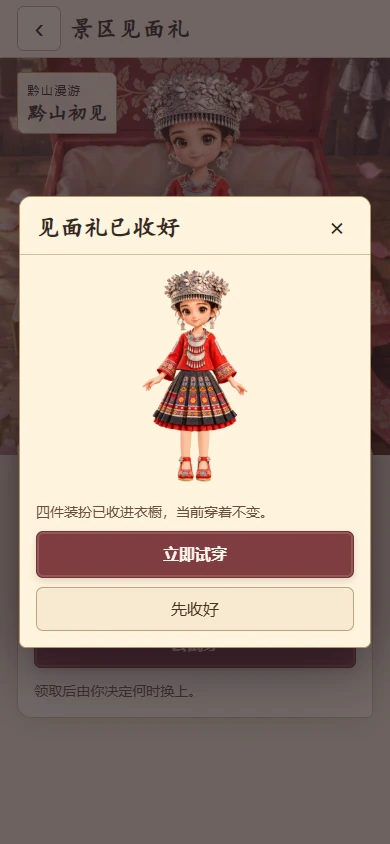 景区见面礼
黔山漫游
黔山初见
见面礼已收好
四件装扮已收进衣橱，当前穿着不变。
立即试穿
先收好
领取后由你决定何时换上。